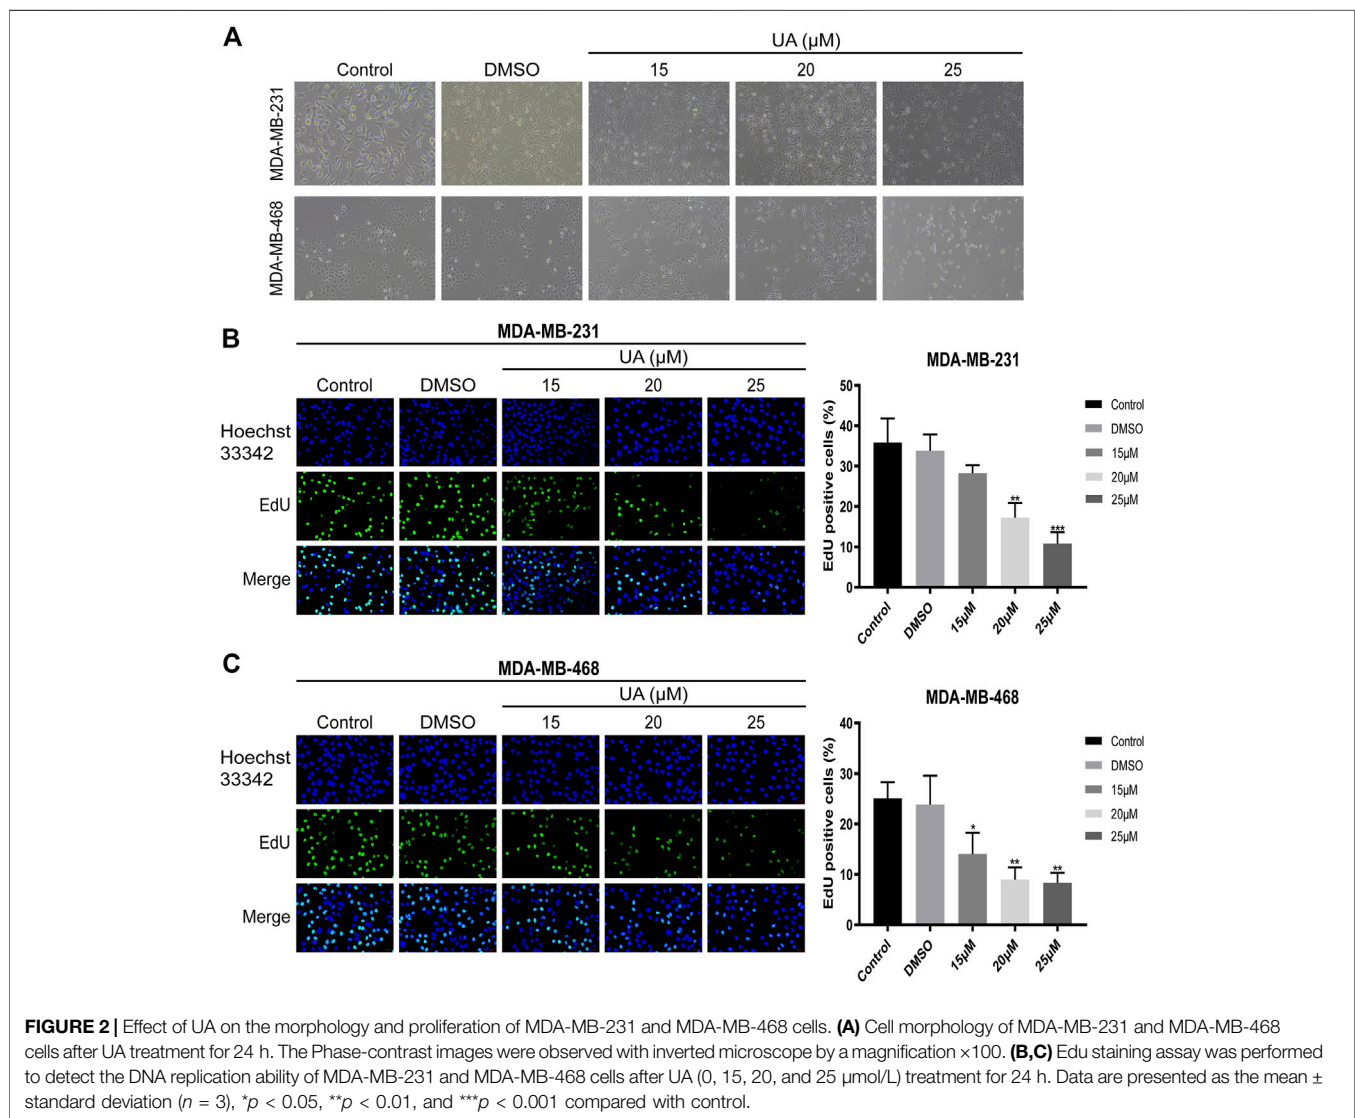 A
UA (μM)
Control DMSO 15 20 25
MDA-MB-231
MDA-MB-468
B
MDA-MB-231
UA (μM)
Control DMSO 15 20 25
Hoechst
33342
EdU
Merge
MDA-MB-231
EdU positive cells (%)
50
40
30
20
10
0
** ***
Control DMSO 15μM 20μM 25μM
Control
DMSO
15μM
20μM
25μM
C
MDA-MB-468
UA (μM)
Control DMSO 15 20 25
Hoechst
33342
EdU
Merge
MDA-MB-468
EdU positive cells (%)
40
30
20
10
0
* ** **
Control DMSO 15μM 20μM 25μM
Control
DMSO
15μM
20μM
25μM
FIGURE 2 | Effect of UA on the morphology and proliferation of MDA-MB-231 and MDA-MB-468 cells. (A) Cell morphology of MDA-MB-231 and MDA-MB-468
cells after UA treatment for 24 h. The Phase-contrast images were observed with inverted microscope by a magnification ×100. (B,C) Edu staining assay was performed
to detect the DNA replication ability of MDA-MB-231 and MDA-MB-468 cells after UA (0, 15, 20, and 25 μmol/L) treatment for 24 h. Data are presented as the mean ±
standard deviation (n = 3), *p < 0.05, **p < 0.01, and ***p < 0.001 compared with control.